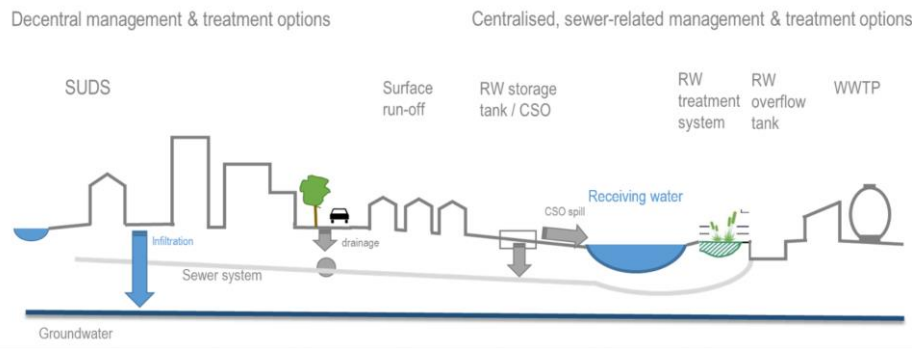 Decentral management & treatment options
Centralised, sewer-related management & treatment options
SUDS
Surface
run-off
RW storage
tank / CSO
RW
treatment
system
RW
overflow
tank
WWTP
Receiving water
CSO spill
Infiltration
drainage
Sewer system
Groundwater